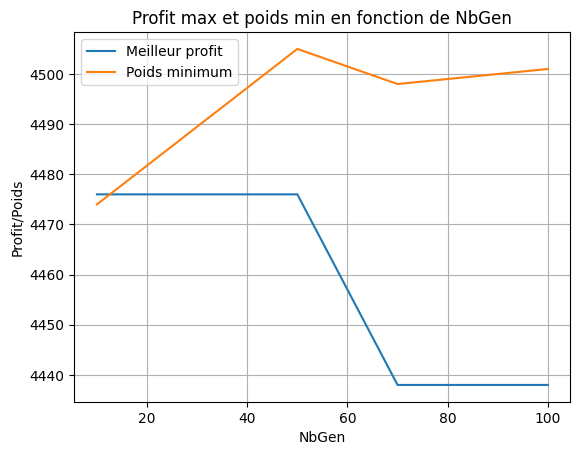 Profit max et poids min en fonction de NbGen
Meilleur profit
Poids minimum
4500
4490
4480
4470
4460
4450
4440
Profit/Poids
20
40
60
80
100
NbGen